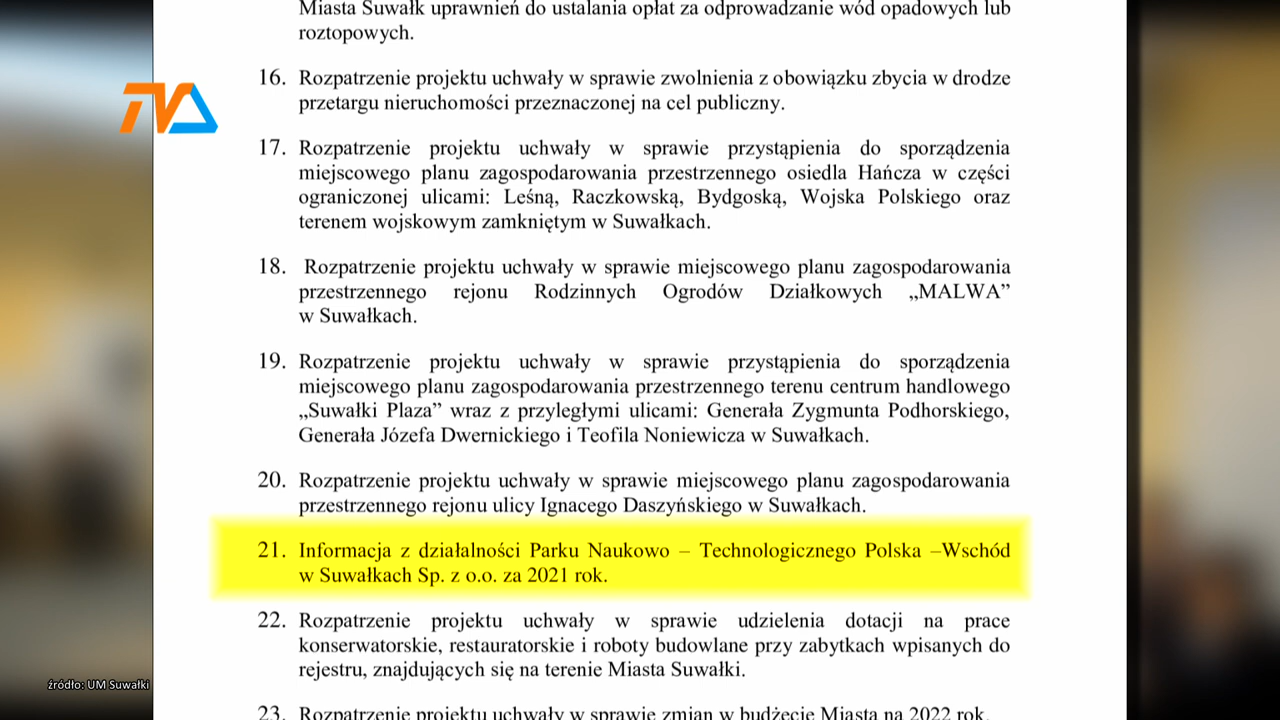 Miasta Suwałk uprawnień do ustalania opłat za odprowadzanie wód opadowych lub
roztopowych.
16. Rozpatrzenie projektu uchwały w sprawie zwolnienia z obowiązku zbycia w drodze
przetargu nieruchomości przeznaczonej na cel publiczny.
TVA
17. Rozpatrzenie projektu uchwały w sprawie przystąpienia do sporządzenia
miejscowego planu zagospodarowania przestrzennego osiedla Hańcza w części
ograniczonej ulicami: Leśną, Raczkowską, Bydgoską, Wojska Polskiego oraz
terenem wojskowym zamkniętym w Suwałkach.
18. Rozpatrzenie projektu uchwały w sprawie miejscowego planu zagospodarowania
przestrzennego rejonu Rodzinnych Ogrodów Działkowych „MALWA”
w Suwałkach.
19. Rozpatrzenie projektu uchwały w sprawie przystąpienia do sporządzenia
miejscowego planu zagospodarowania przestrzennego terenu centrum handlowego
„Suwałki Plaza” wraz z przyległymi ulicami: Generała Zygmunta Podhorskiego,
Generała Józefa Dwernickiego i Teofila Noniewicza w Suwałkach.
20. Rozpatrzenie projektu uchwały w sprawie miejscowego planu zagospodarowania
przestrzennego rejonu ulicy Ignacego Daszyńskiego w Suwałkach.
21. Informacja z działalności Parku Naukowo – Technologicznego Polska –Wschód
w Suwałkach Sp. z o.o. za 2021 rok.
22. Rozpatrzenie projektu uchwały w sprawie udzielenia dotacji na prace
konserwatorskie, restauratorskie i roboty budowlane przy zabytkach wpisanych do
rejestru, znajdujących się na terenie Miasta Suwałki.
źródło: UM Suwałki
23. Rozpatrzenie projektu uchwały w sprawie zmian w budżecie Miasta na 2022 rok.